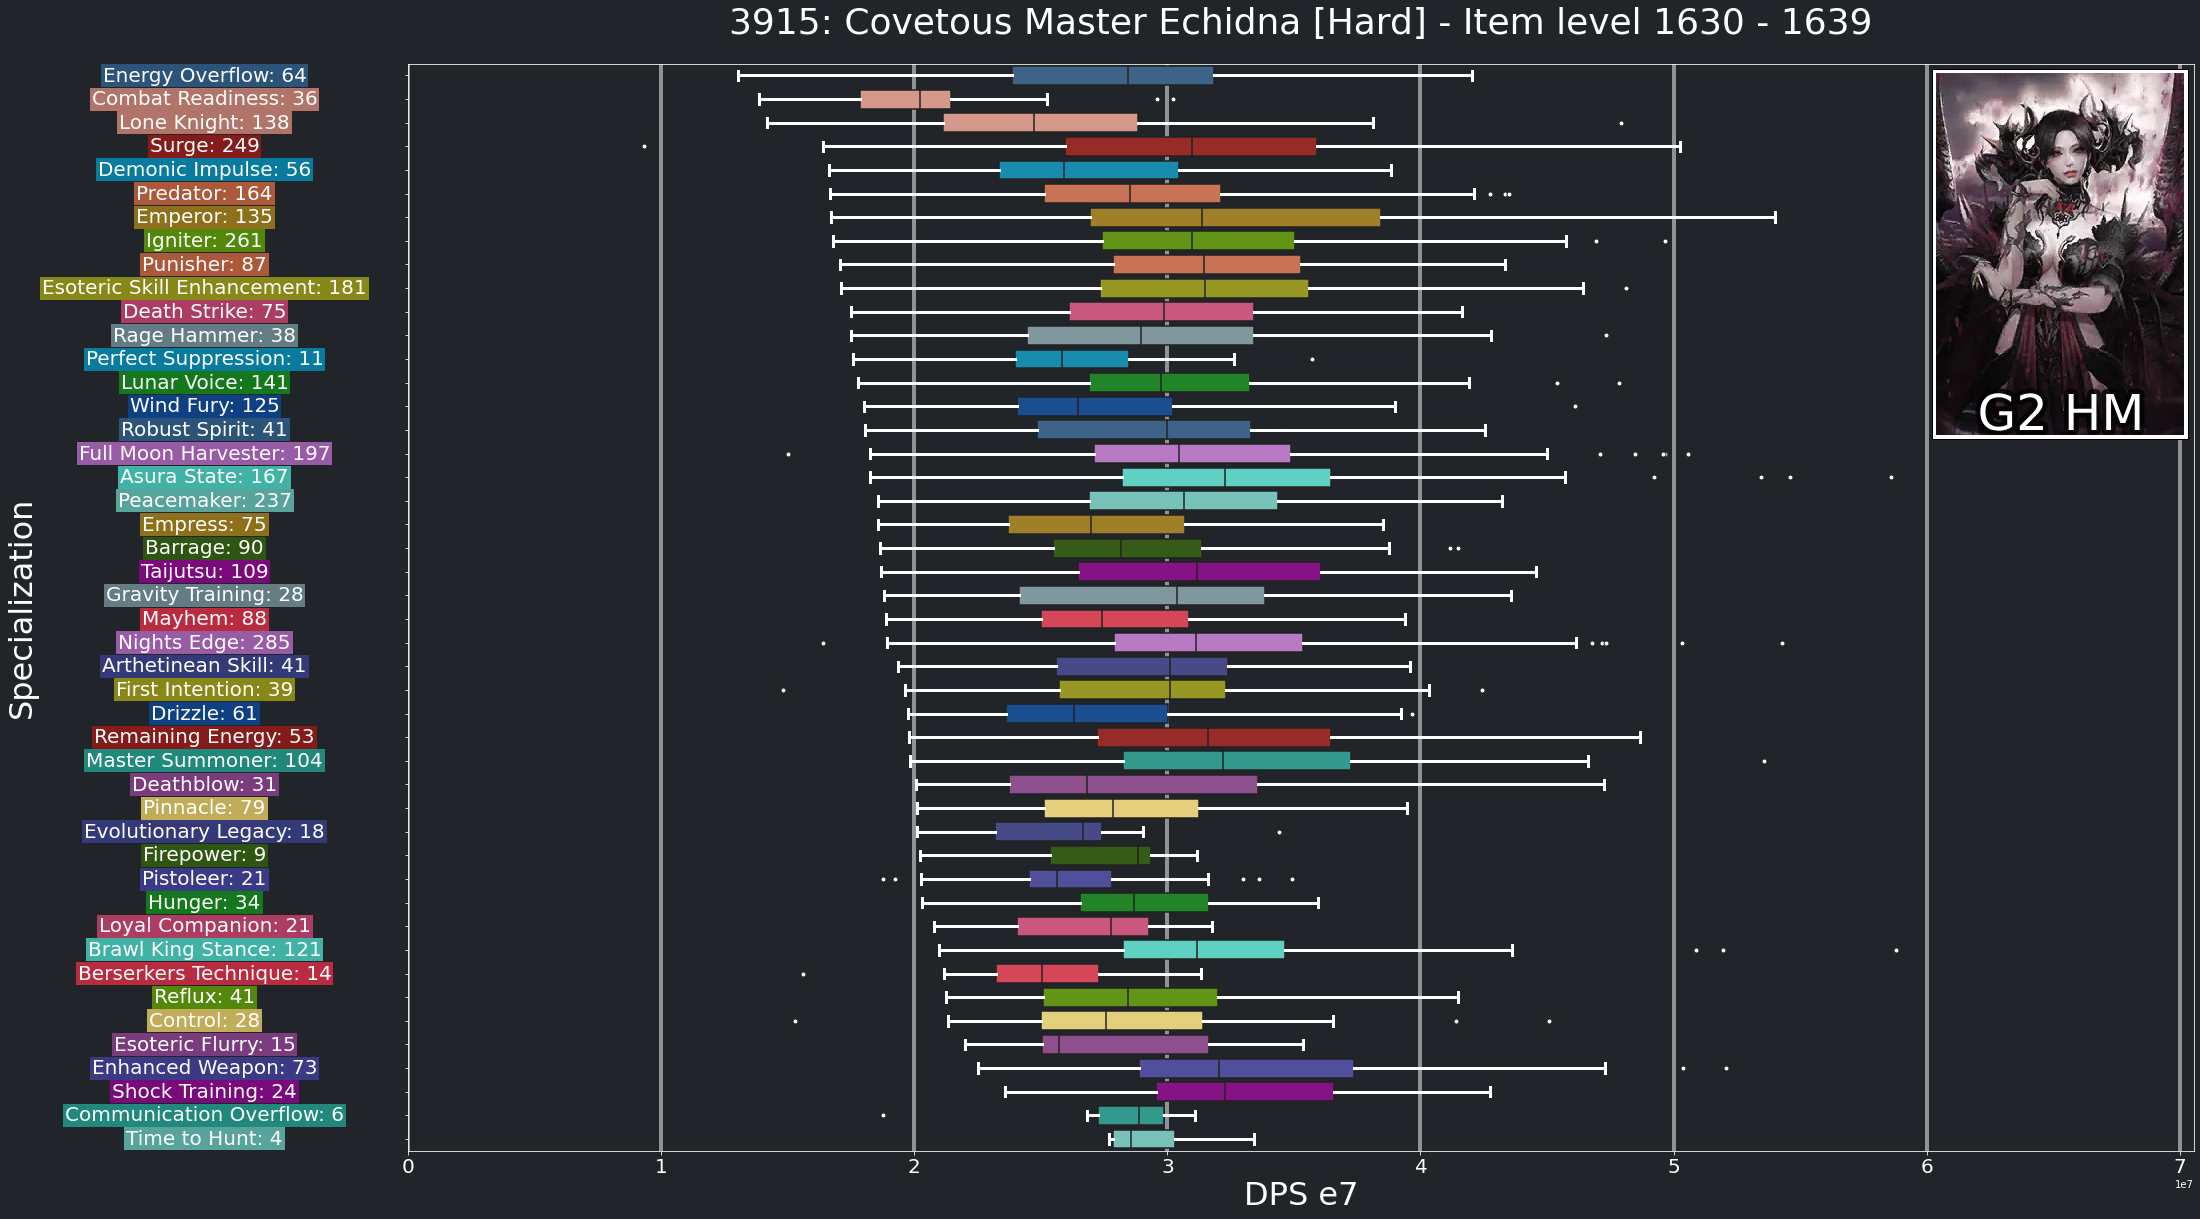 3915: Covetous Master Echidna [Hard] - Item level 1630 - 1639
Energy Overflow: 64
Combat Readiness: 36
Lone Knight: 138
Surge: 249
Demonic Impulse: 56
Predator: 164
Emperor: 135
Igniter: 261
Punisher: 87
Esoteric Skill Enhancement: 181
Death Strike: 75
Rage Hammer: 38
Perfect Suppression: 11
Lunar Voice: 141
Wind Fury: 125
Robust Spirit: 41
Full Moon Harvester: 197
Asura State: 167
Peacemaker: 237
Empress: 75
Barrage: 90
Taijutsu: 109
Gravity Training: 28
Mayhem: 88
Nights Edge: 285
Arthetinean Skill: 41
First Intention: 39
Drizzle: 61
Remaining Energy: 53
Master Summoner: 104
Deathblow: 31
Pinnacle: 79
Evolutionary Legacy: 18
Firepower: 9
Pistoleer: 21
Hunger: 34
Loyal Companion: 21
Brawl King Stance: 121
Berserkers Technique: 14
Reflux: 41
Control: 28
Esoteric Flurry: 15
Enhanced Weapon: 73
Shock Training: 24
Communication Overflow: 6
Time to Hunt: 4
Specialization
G2 HM
0 1 2 3 4 5 6 7
1e7
DPS e7